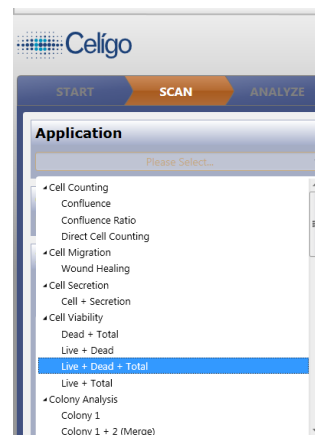 Celígo
START SCAN ANALYZE
Application
Please Select...
Cell Counting
Confluence
Confluence Ratio
Direct Cell Counting
Cell Migration
Wound Healing
Cell Secretion
Cell + Secretion
Cell Viability
Dead + Total
Live + Dead
Live + Dead + Total
Live + Total
Colony Analysis
Colony 1
Colony 1 + 2 (Merge)